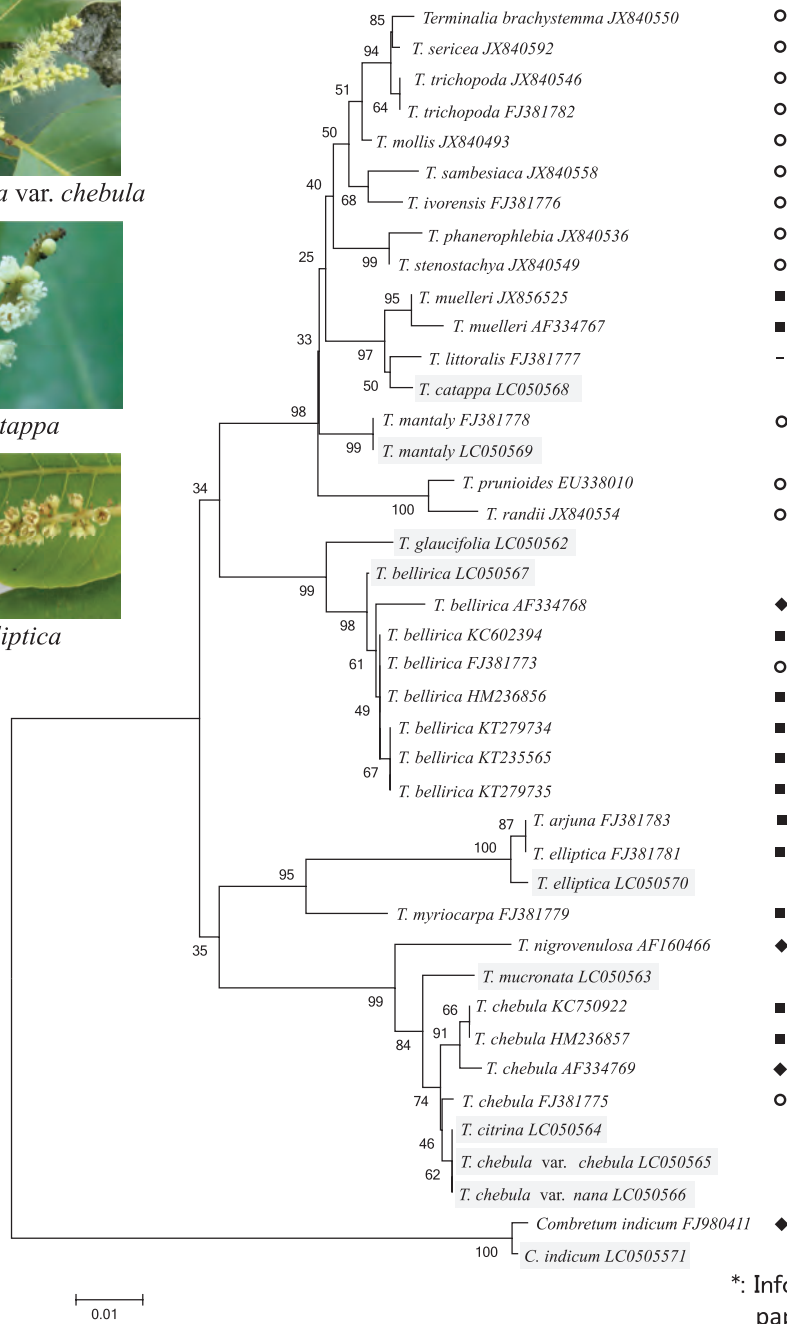 85
Terminalia brachystemma JX840550
T. sericea JX840592
94
T. trichopoda JX840546
51
64
T. trichopoda FJ381782
50
T. mollis JX840493
T. sambesiaca JX840558
40
68
a var. chebula
T. ivorensis FJ381776
T. phanerophlebia JX840536
25
99
T. stenostachya JX840549
95
T. muelleri JX856525
T. muelleri AF334767
33
97
T. littoralis FJ381777
50
T. catappa LC050568
98
T. mantaly FJ381778
tappa
99
T. mantaly LC050569
34
T. prunioides EU338010
100
T. randii JX840554
T. glaucifolia LC050562
T. bellirica LC050567
99
T. bellirica AF334768
98
liptica
T. bellirica KC602394
61
T. bellirica FJ381773
T. bellirica HM236856
49
T. bellirica KT279734
T. bellirica KT235565
67
T. bellirica KT279735
87
T. arjuna FJ381783
100
T. elliptica FJ381781
95
T. elliptica LC050570
T. myriocarpa FJ381779
35
T. nigrovenulosa AF160466
T. mucronata LC050563
99
66
T. chebula KC750922
91
T. chebula HM236857
84
T. chebula AF334769
74
T. chebula FJ381775
T. citrina LC050564
46
T. chebula var. chebula LC050565
62
T. chebula var. nana LC050566
Combretum indicum FJ980411
100
C. indicum LC0505571
*: Info
0.01
par